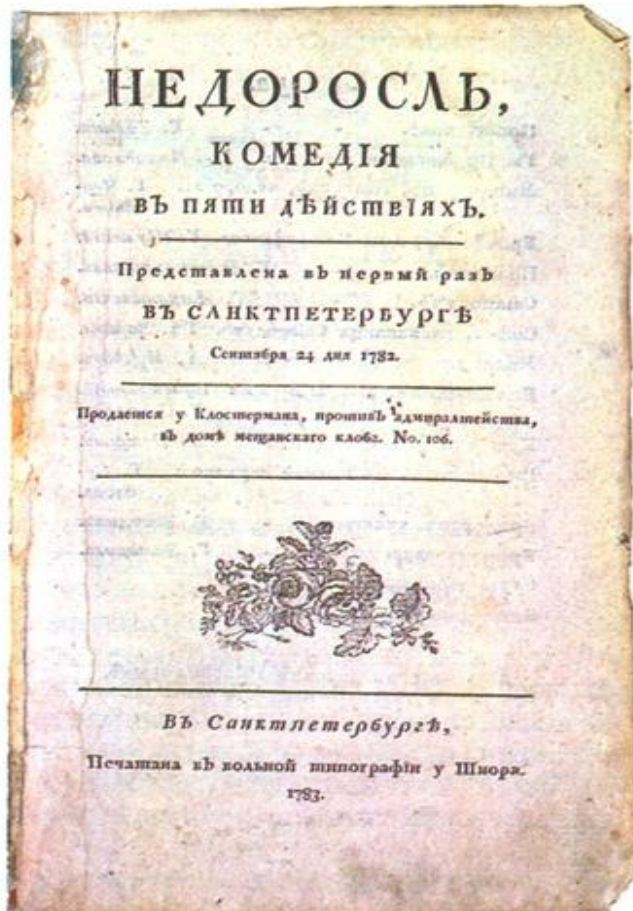 НЕДОРОСЛЬ,
КОМЕДІЯ
ВЪ ПЯТИ ДѢЙСТВІЯХЪ.
Представлена въ первый разъ
ВЪ САНКТПЕТЕРБУРГѢ
Сентября 24 дня 1782.
Продается у Клостермана, противъ адмиралтейства,
въ домѣ мещанскаго клоба. No. 106.
Въ Санктпетербургѣ,
Печатана въ вольной типографіи у Шнора.
1783.